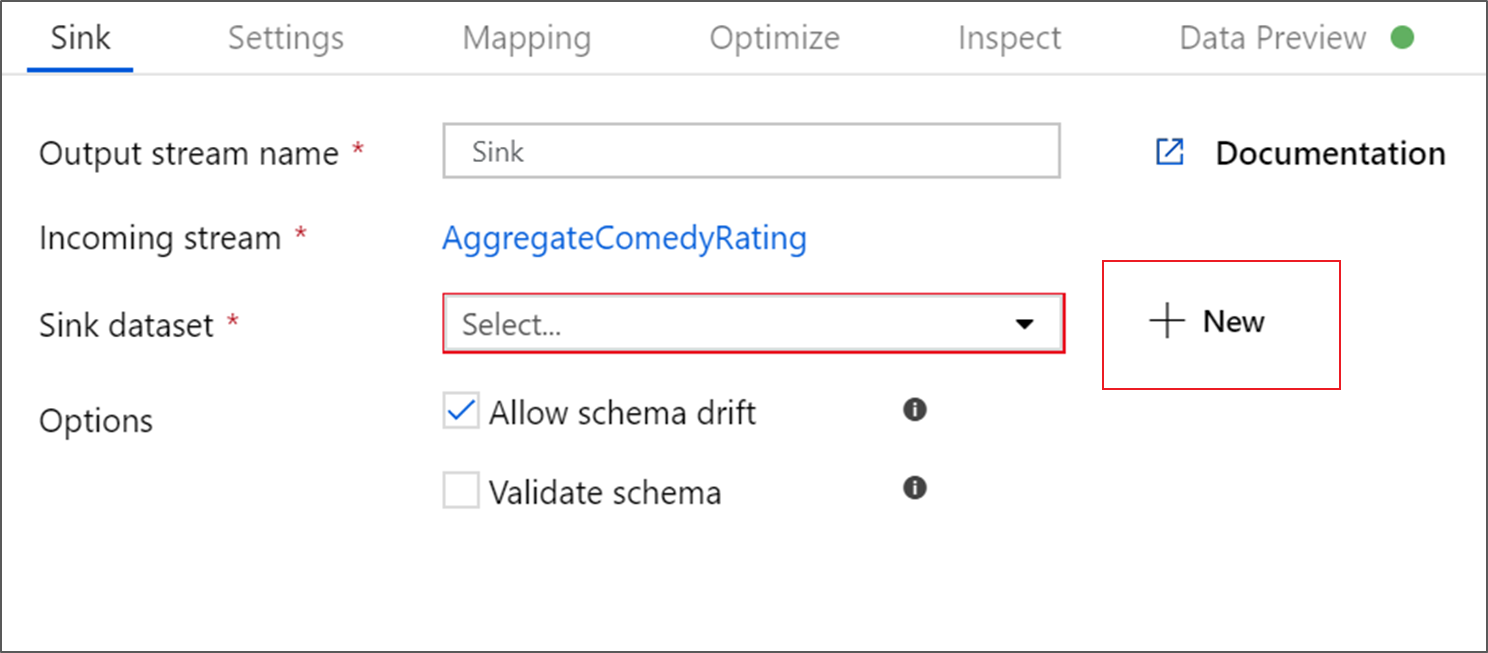 Sink Settings Mapping Optimize Inspect Data Preview
Output stream name * Sink Documentation
Incoming stream * AggregateComedyRating
Sink dataset * Select... + New
Options Allow schema drift
Validate schema